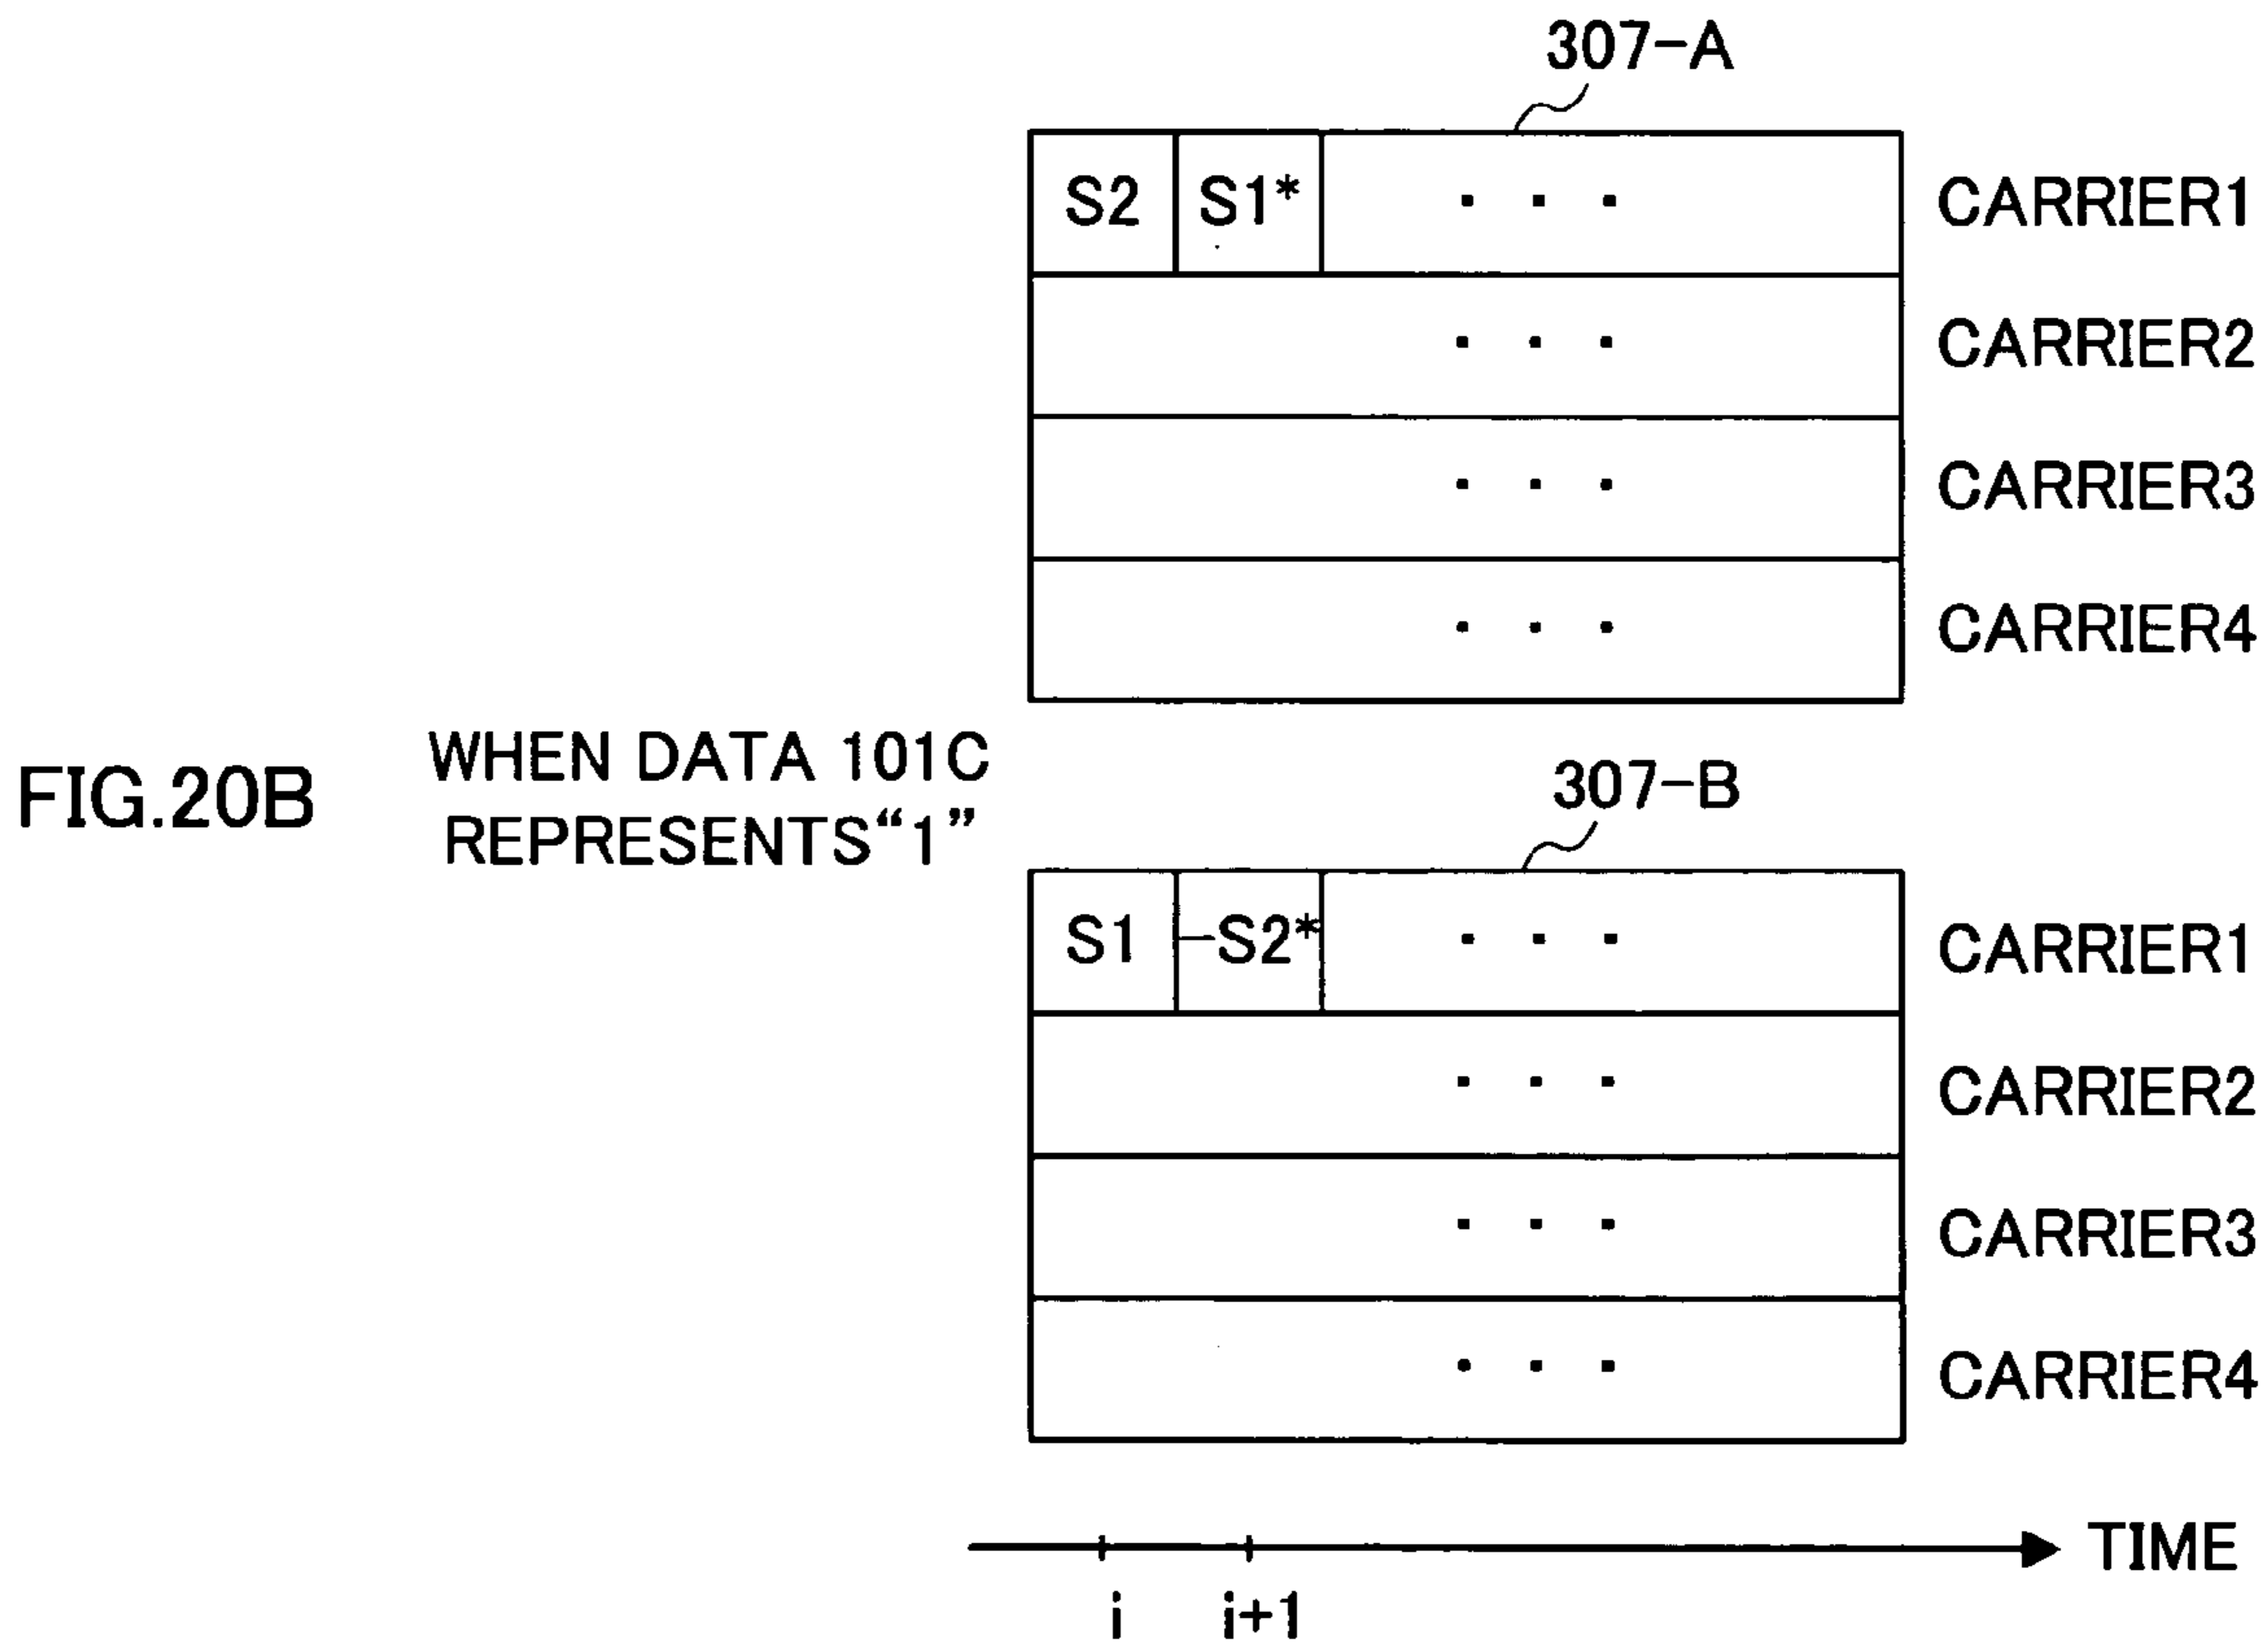 307-A
S2 S1* ・・・ CARRIER1
・・・ CARRIER2
・・・ CARRIER3
・・・ CARRIER4
FIG.20B
WHEN DATA 101C
REPRESENTS“1”
307-B
S1 -S2* ・・・ CARRIER1
・・・ CARRIER2
・・・ CARRIER3
・・・ CARRIER4
TIME
i i+1